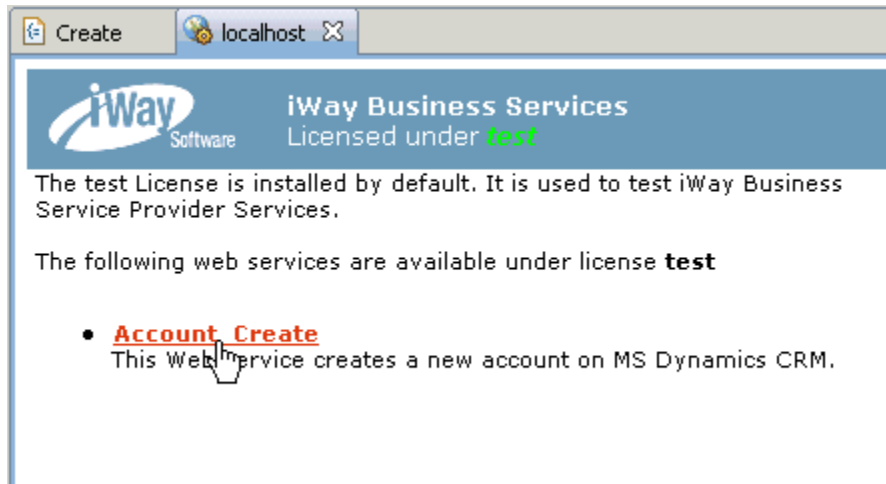 Create
localhost
iWay
Software
iWay Business Services
Licensed under test
The test License is installed by default. It is used to test iWay Business
Service Provider Services.
The following web services are available under license test
Account_Create
This Web service creates a new account on MS Dynamics CRM.